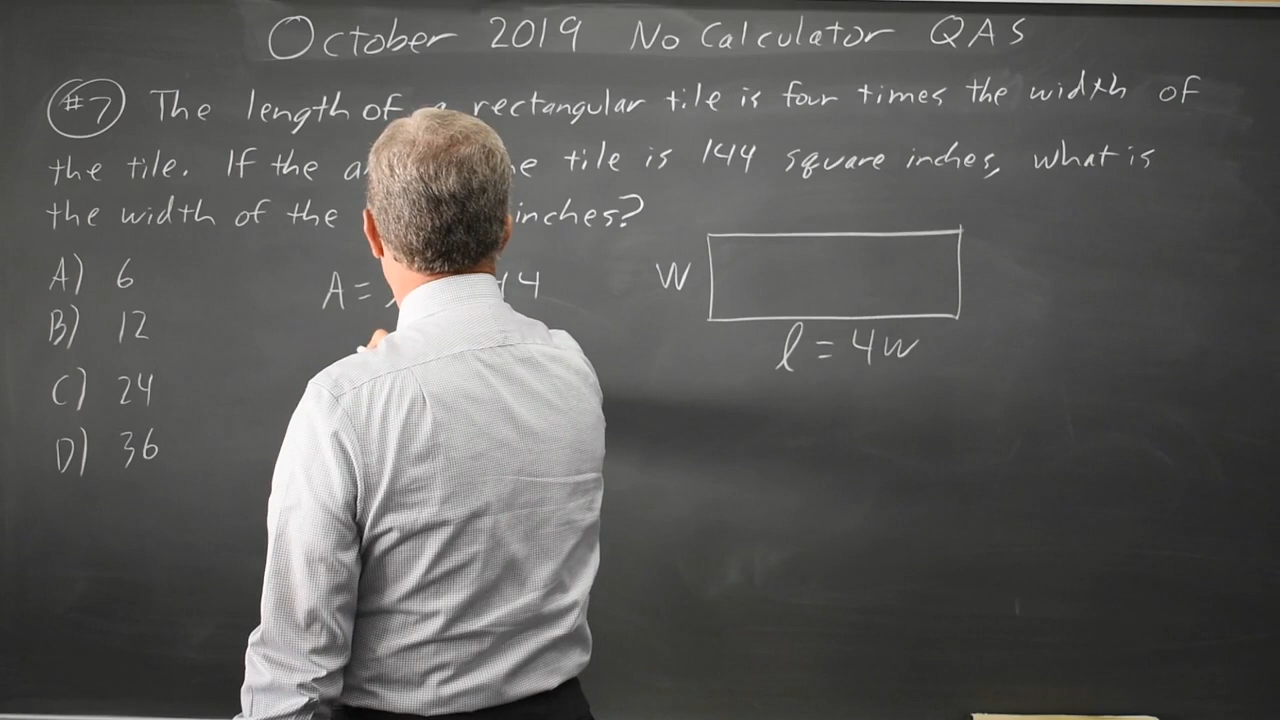 October 2019 No Calculator QAS
#7 The length of a rectangular tile is four times the width of
the tile. If the tile is 144 square inches, what is
the width of the inches?
A) 6
B) 12
C) 24
D) 36
A =
w
l = 4w